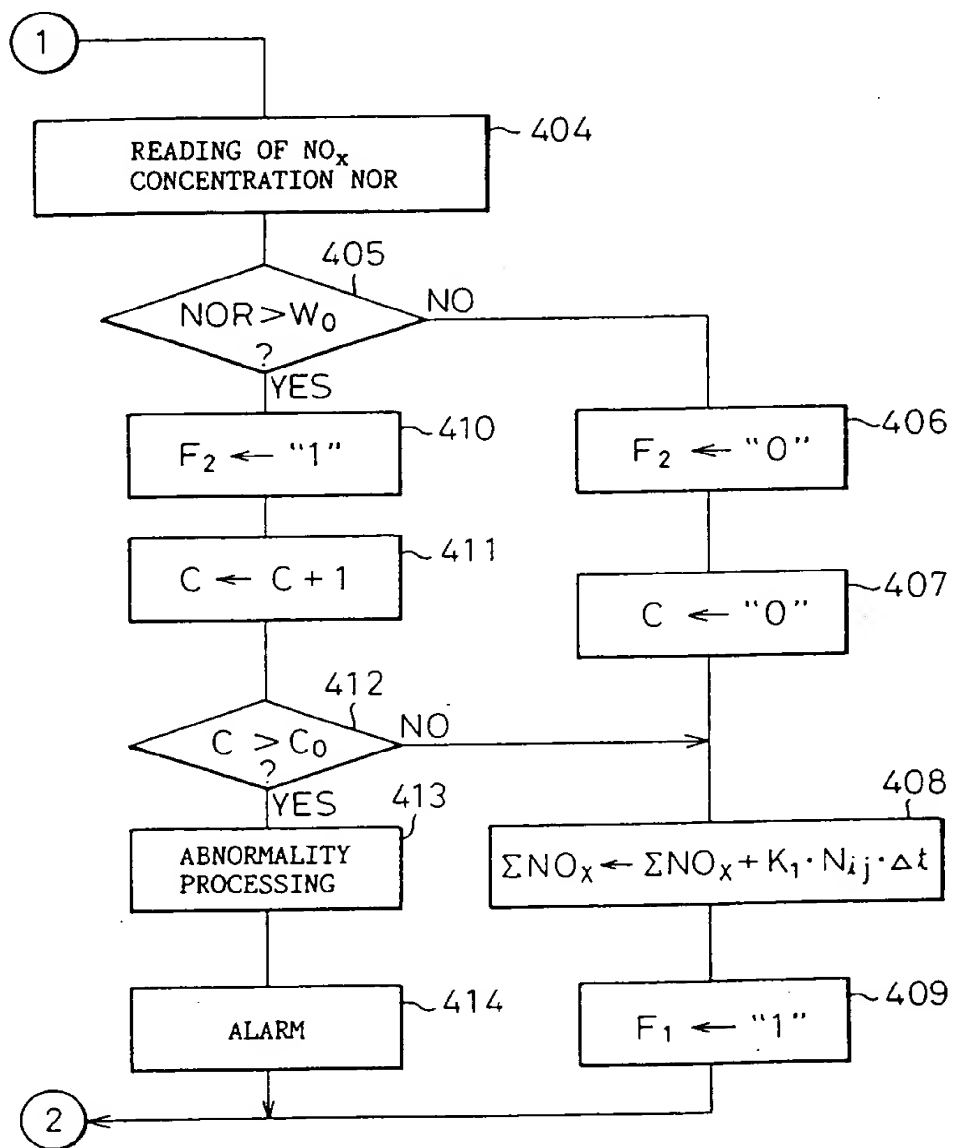 1
404
READING OF NOx
CONCENTRATION NOR
405
NOR > W0
?
NO
YES
410
F2 ← "1"
406
F2 ← "0"
411
C ← C + 1
407
C ← "0"
412
C > C0
?
NO
YES
413
ABNORMALITY
PROCESSING
408
ΣNOx ← ΣNOx + K1 · Nij · Δt
414
ALARM
409
F1 ← "1"
2